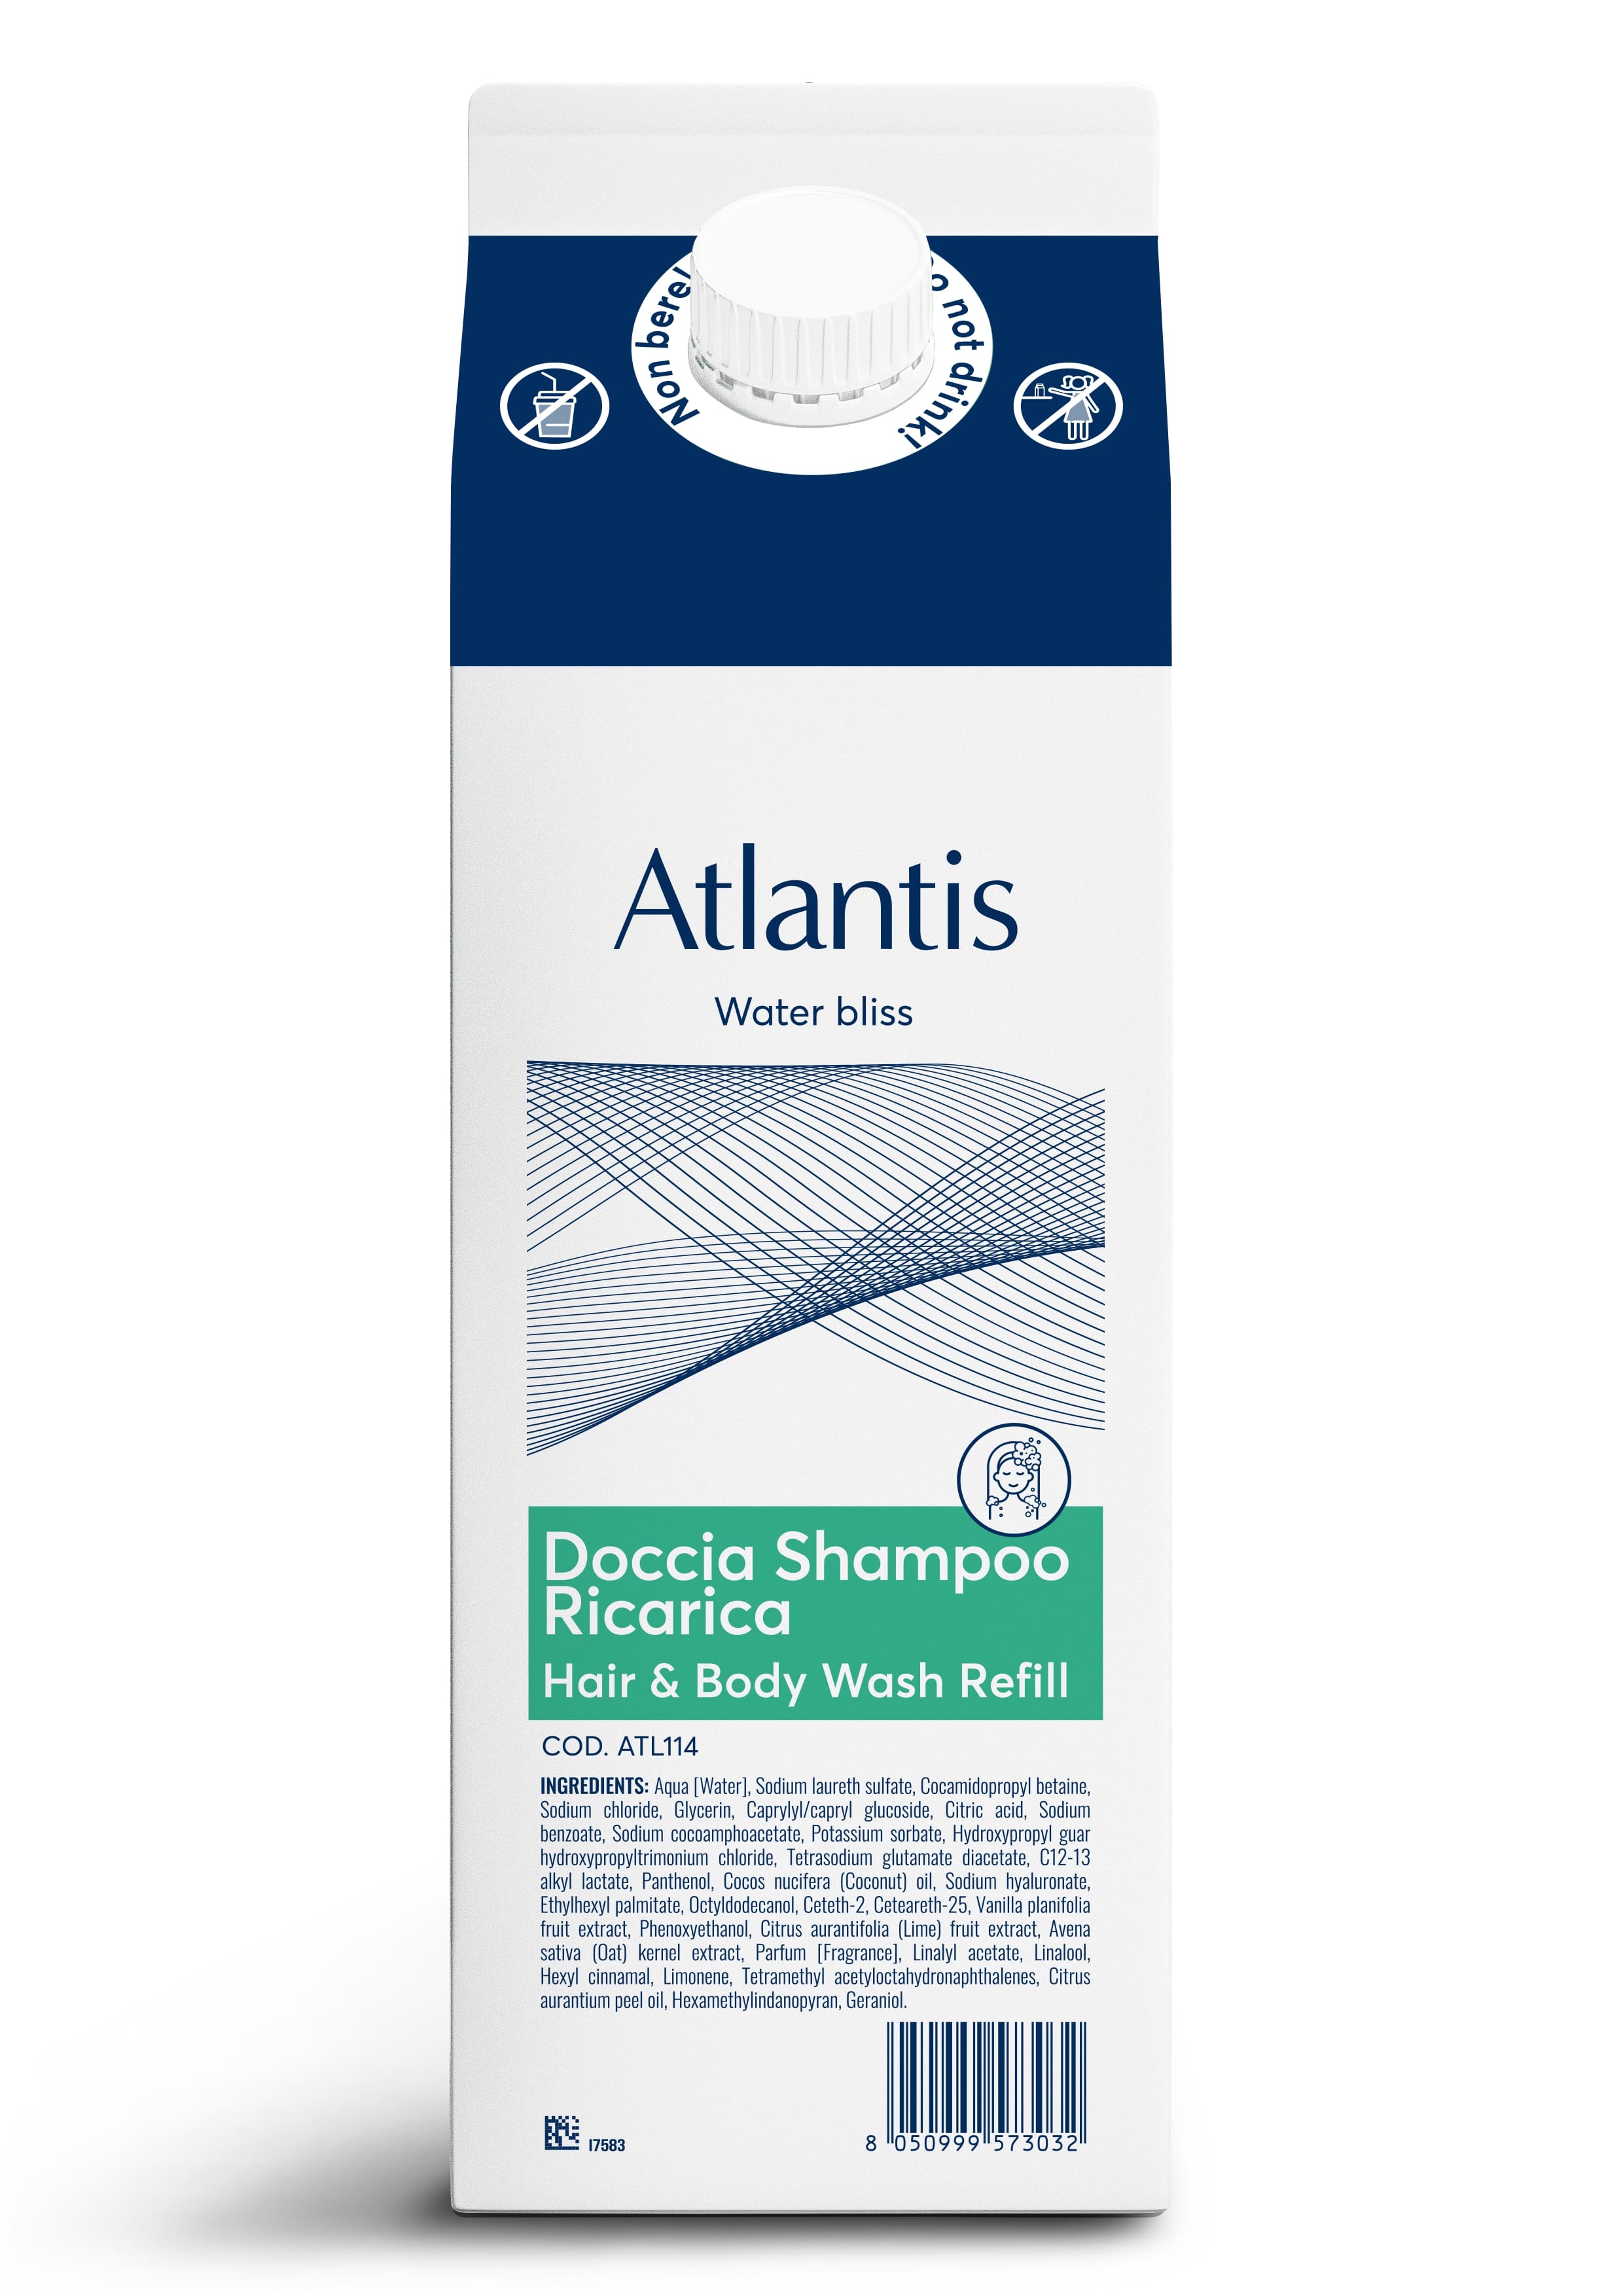 Non bere!
o not drink!
Atlantis
Water bliss
Doccia Shampoo
Ricarica
Hair & Body Wash Refill
COD. ATL114
INGREDIENTS: Aqua [Water], Sodium laureth sulfate, Cocamidopropyl betaine,
Sodium chloride, Glycerin, Caprylyl/capryl glucoside, Citric acid, Sodium
benzoate, Sodium cocoamphoacetate, Potassium sorbate, Hydroxypropyl guar
hydroxypropyltrimonium chloride, Tetrasodium glutamate diacetate, C12-13
alkyl lactate, Panthenol, Cocos nucifera (Coconut) oil, Sodium hyaluronate,
Ethylhexyl palmitate, Octyldodecanol, Ceteth-2, Ceteareth-25, Vanilla planifolia
fruit extract, Phenoxyethanol, Citrus aurantifolia (Lime) fruit extract, Avena
sativa (Oat) kernel extract, Parfum [Fragrance], Linalyl acetate, Linalool,
Hexyl cinnamal, Limonene, Tetramethyl acetyloctahydronaphthalenes, Citrus
aurantium peel oil, Hexamethylindanopyran, Geraniol.
17583
8 050999 573032